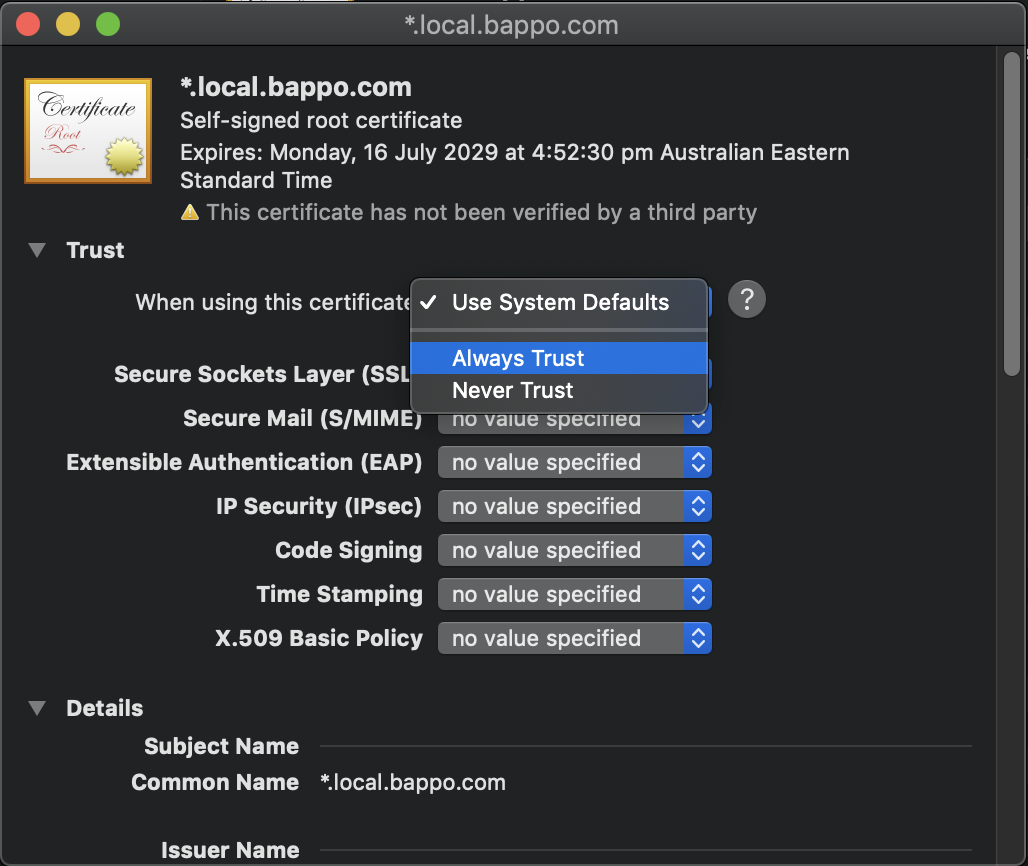 *.local.bappo.com
Certificate
Root
*.local.bappo.com
Self-signed root certificate
Expires: Monday, 16 July 2029 at 4:52:30 pm Australian Eastern
Standard Time
This certificate has not been verified by a third party
Trust
When using this certificate
✓ Use System Defaults
?
Always Trust
Secure Sockets Layer (SSL
Never Trust
Secure Mail (S/MIME) no value specified
Extensible Authentication (EAP) no value specified
IP Security (IPsec) no value specified
Code Signing no value specified
Time Stamping no value specified
X.509 Basic Policy no value specified
Details
Subject Name
Common Name *.local.bappo.com
Issuer Name